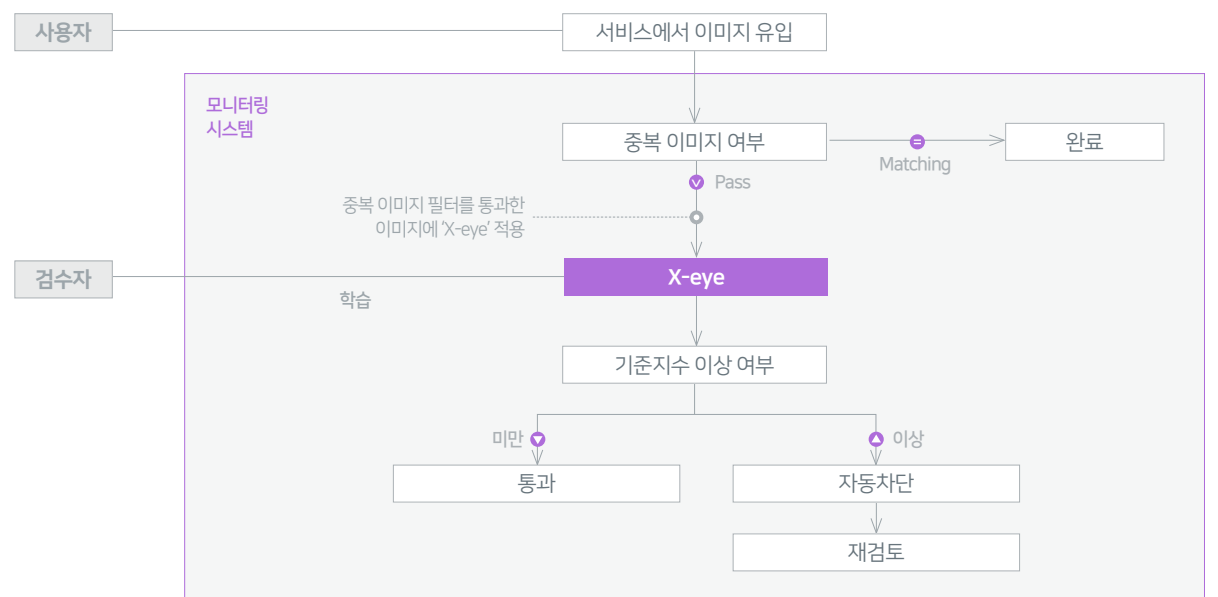 사용자
서비스에서 이미지 유입
모니터링
시스템
중복 이미지 여부
완료
Matching
Pass
중복 이미지 필터를 통과한
이미지에 ‘X-eye’ 적용
검수자
X-eye
학습
기준지수 이상 여부
미만
이상
통과
자동차단
재검토